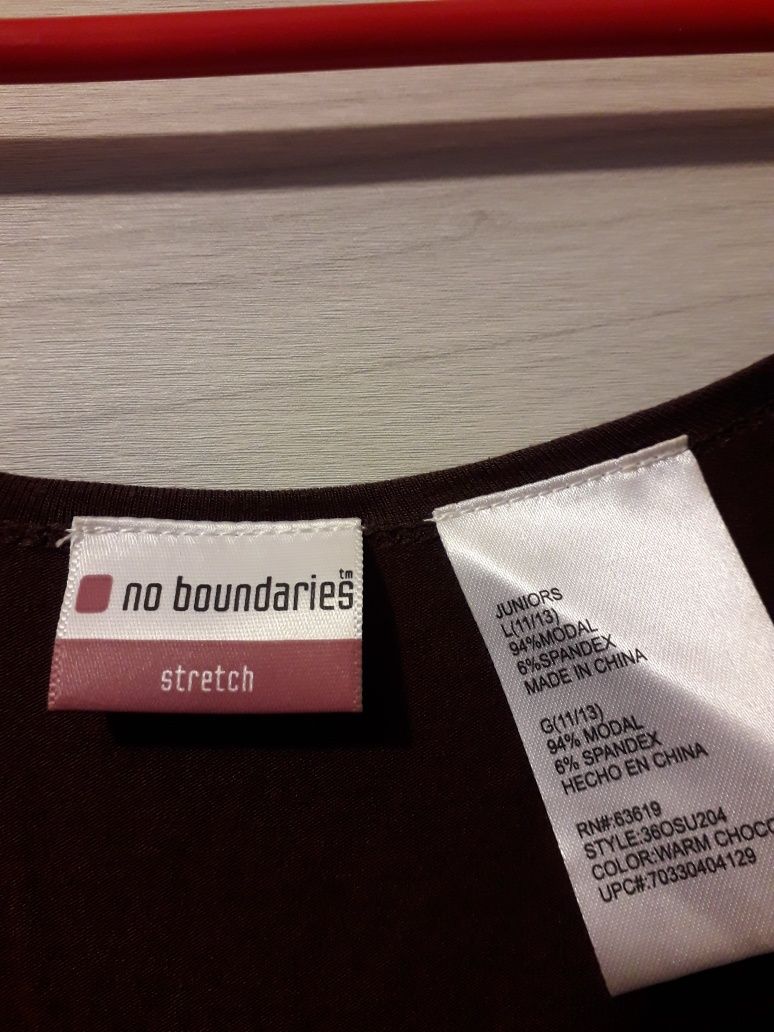 no boundaries™
stretch
JUNIORS
L(11/13)
94%MODAL
6%SPANDEX
MADE IN CHINA
G(11/13)
94% MODAL
6% SPANDEX
HECHO EN CHINA
RN#:63619
STYLE:36OSU204
COLOR:WARM CHOCC
UPC#:70330404129